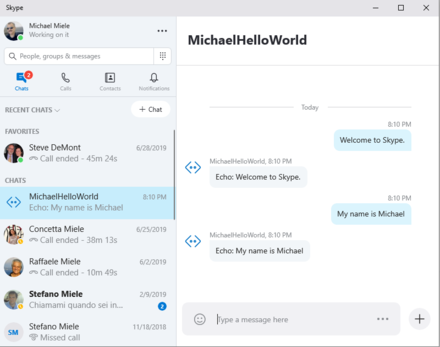 Skype
Michael Miele
Working on it
People, groups & messages
2
Chats
Calls
Contacts
Notifications
RECENT CHATS
+ Chat
FAVORITES
Steve DeMont
6/28/2019
Call ended - 45m 24s
CHATS
MichaelHelloWorld
8:10 PM
Echo: My name is Michael
Concetta Miele
6/25/2019
Call ended - 38m 13s
Raffaele Miele
6/2/2019
Call ended - 10m 49s
Stefano Miele
2/9/2019
Chiamami quando sei in...
2
SM
Stefano Miele
11/18/2018
Missed call
MichaelHelloWorld
Today
8:10 PM
Welcome to Skype.
MichaelHelloWorld, 8:10 PM
Echo: Welcome to Skype.
8:10 PM
My name is Michael
MichaelHelloWorld, 8:10 PM
Echo: My name is Michael
Type a message here